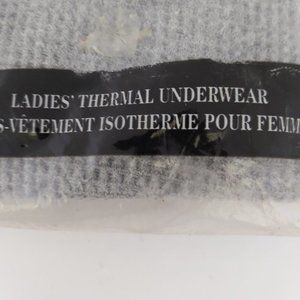 LADIES' THERMAL UNDERWEAR
S-VÊTEMENT ISOTHERME POUR FEMM